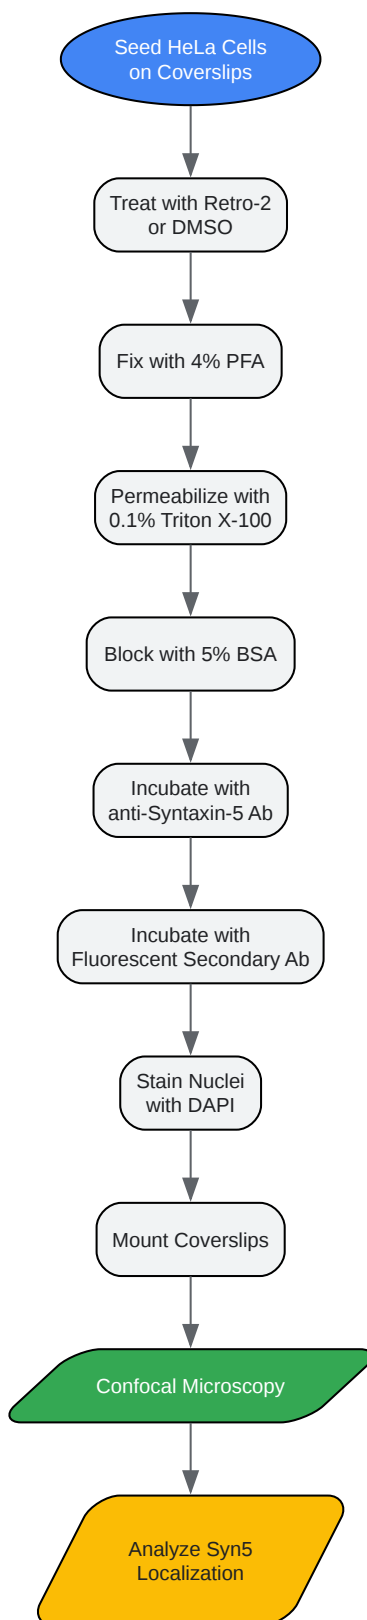 Seed HeLa Cells
on Coverslips
Treat with Retro-2
or DMSO
Fix with 4% PFA
Permeabilize with
0.1% Triton X-100
Block with 5% BSA
Incubate with
anti-Syntaxin-5 Ab
Incubate with
Fluorescent Secondary Ab
Stain Nuclei
with DAPI
Mount Coverslips
Confocal Microscopy
Analyze Syn5
Localization